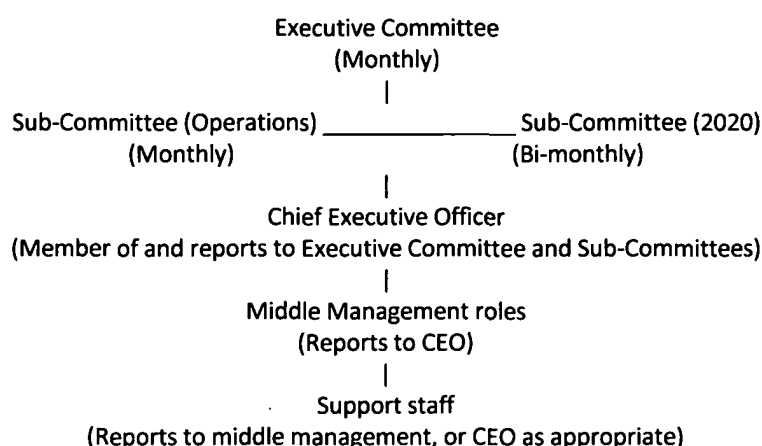 Executive Committee
(Monthly)
Sub-Committee (Operations) ____________________ Sub-Committee (2020)
(Monthly) (Bi-monthly)
Chief Executive Officer
(Member of and reports to Executive Committee and Sub-Committees)
Middle Management roles
(Reports to CEO)
Support staff
(Reports to middle management, or CEO as appropriate)